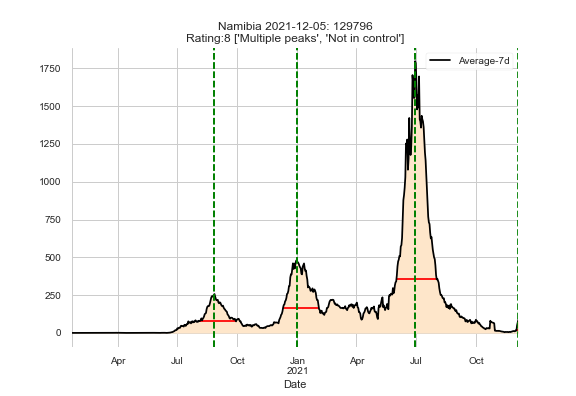 Namibia 2021-12-05: 129796
Rating:8 ['Multiple peaks', 'Not in control']
Average-7d
1750
1500
1250
1000
750
500
250
0
Apr Jul Oct Jan Apr Jul Oct
2021
Date